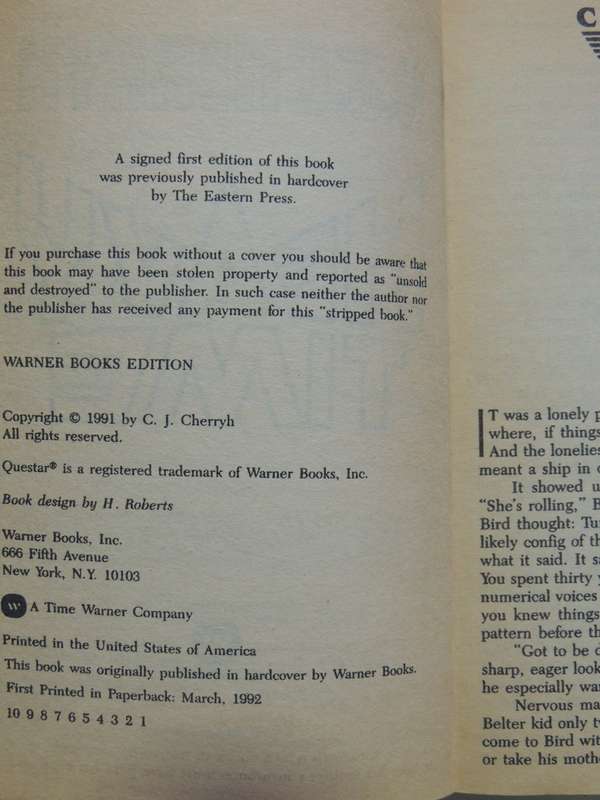 A signed first edition of this book
was previously published in hardcover
by The Eastern Press.
If you purchase this book without a cover you should be aware that
this book may have been stolen property and reported as "unsold
and destroyed" to the publisher. In such case neither the author nor
the publisher has received any payment for this "stripped book."
WARNER BOOKS EDITION
Copyright © 1991 by C. J. Cherryh
All rights reserved.
Questar® is a registered trademark of Warner Books, Inc.
Book design by H. Roberts
Warner Books, Inc.
666 Fifth Avenue
New York, N.Y. 10103
W A Time Warner Company
Printed in the United States of America
This book was originally published in hardcover by Warner Books.
First Printed in Paperback: March, 1992
10 9 8 7 6 5 4 3 2 1
C
IT was a lonely
where, if things
And the
meant a ship in
It showed
"She's rolling,"
Bird thought:
likely config of
what it said. It
You spent thirty
numerical voices
you knew things
pattern before
"Got to be
sharp, eager
he especially
Nervous
Belter kid only
come to Bird
or take his